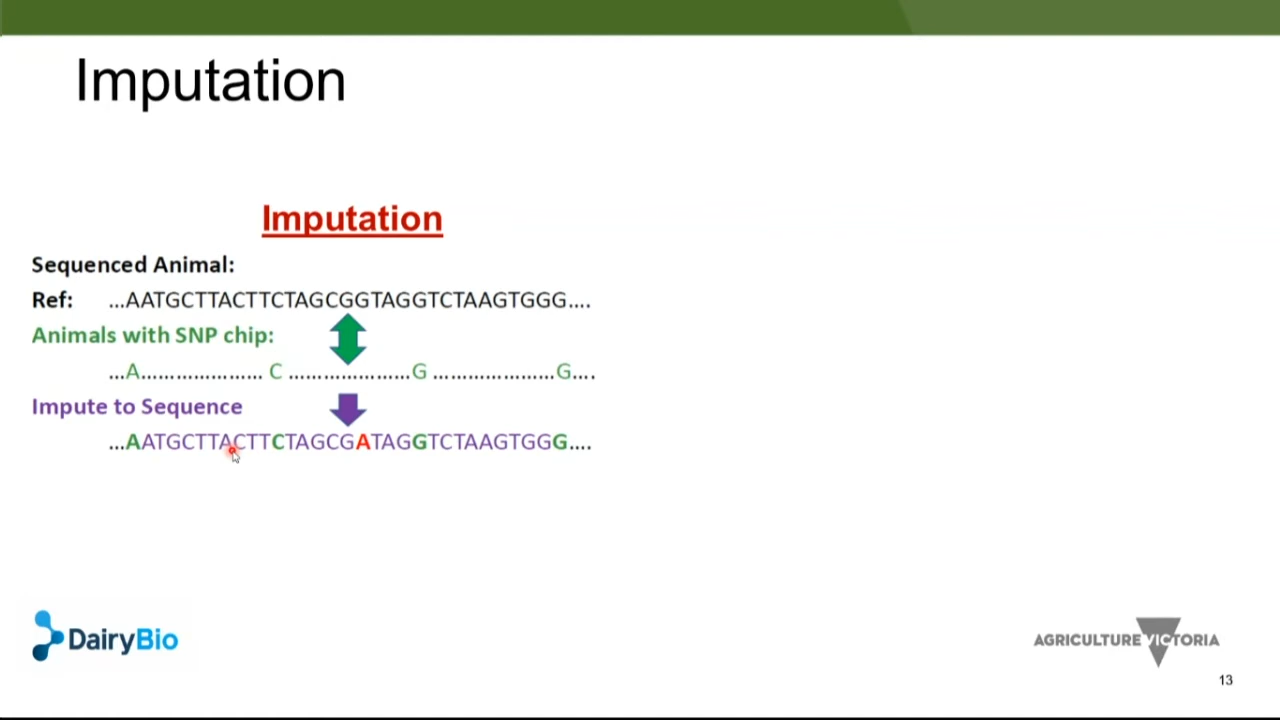 Imputation
Imputation
Sequenced Animal:
Ref: ...AATGCTTACTTCTAGCGGTAGGTCTAAGTGGG....
Animals with SNP chip:
...A..................... C .....................G .....................G....
Impute to Sequence
...AATGCTTACTTCTAGCGATAGGTCTAAGTGGG....
DairyBio
AGRICULTURE VICTORIA
13